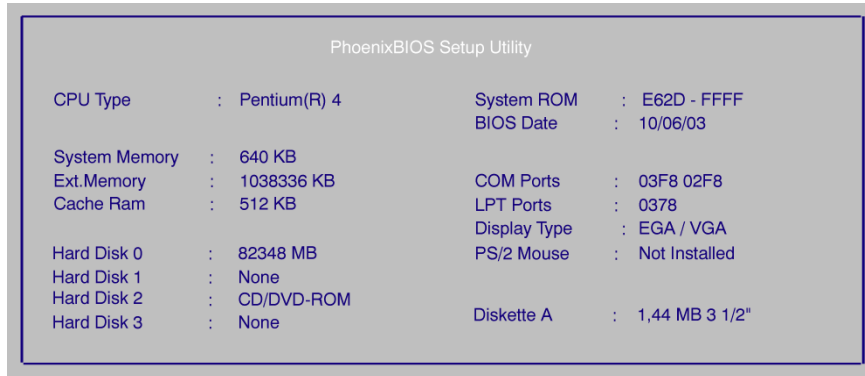 PhoenixBIOS Setup Utility
CPU Type : Pentium(R) 4 System ROM : E62D - FFFF
BIOS Date : 10/06/03
System Memory : 640 KB
Ext.Memory : 1038336 KB COM Ports : 03F8 02F8
Cache Ram : 512 KB LPT Ports : 0378
Display Type : EGA / VGA
Hard Disk 0 : 82348 MB PS/2 Mouse : Not Installed
Hard Disk 1 : None
Hard Disk 2 : CD/DVD-ROM
Hard Disk 3 : None Diskette A : 1,44 MB 3 1/2"